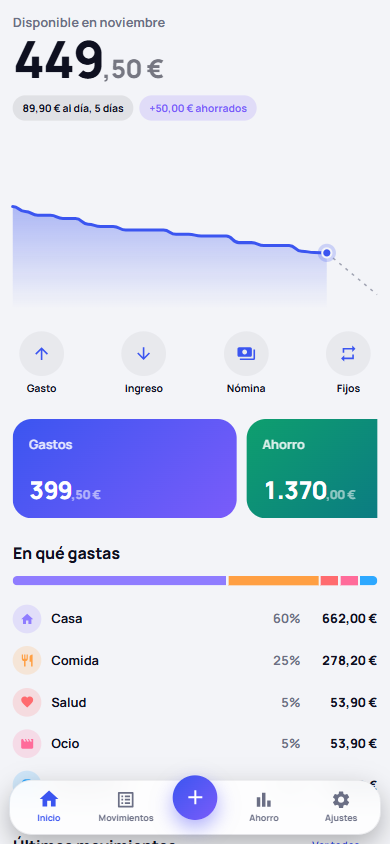 Disponible en noviembre
449,50 €
89,90 € al día, 5 días
+50,00 € ahorrados
Gasto
Ingreso
Nómina
Fijos
Gastos
399,50 €
Ahorro
1.370,00 €
En qué gastas
Casa 60% 662,00 €
Comida 25% 278,20 €
Salud 5% 53,90 €
Ocio 5% 53,90 €
€
Inicio
Movimientos
Ahorro
Ajustes
Últimos movimientos